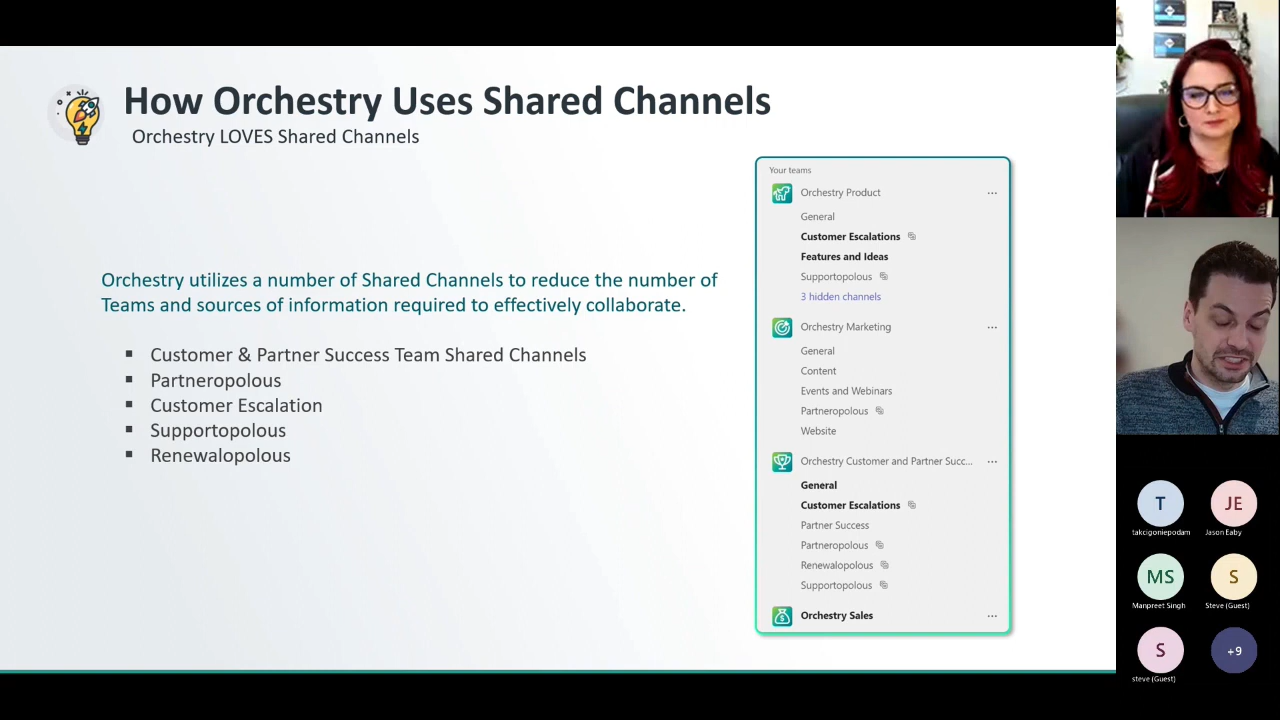 How Orchestry Uses Shared Channels
Orchestry LOVES Shared Channels
Orchestry utilizes a number of Shared Channels to reduce the number of
Teams and sources of information required to effectively collaborate.
Customer & Partner Success Team Shared Channels
Partneropolous
Customer Escalation
Supportopolous
Renewalopolous
Your teams
Orchestry Product
General
Customer Escalations
Features and Ideas
Supportopolous
3 hidden channels
Orchestry Marketing
General
Content
Events and Webinars
Partneropolous
Website
Orchestry Customer and Partner Succ...
General
Customer Escalations
Partner Success
Partneropolous
Renewalopolous
Supportopolous
Orchestry Sales
T
takcigoniepodam
JE
Jason Eaby
MS
Manpreet Singh
S
Steve (Guest)
S
steve (Guest)
+9